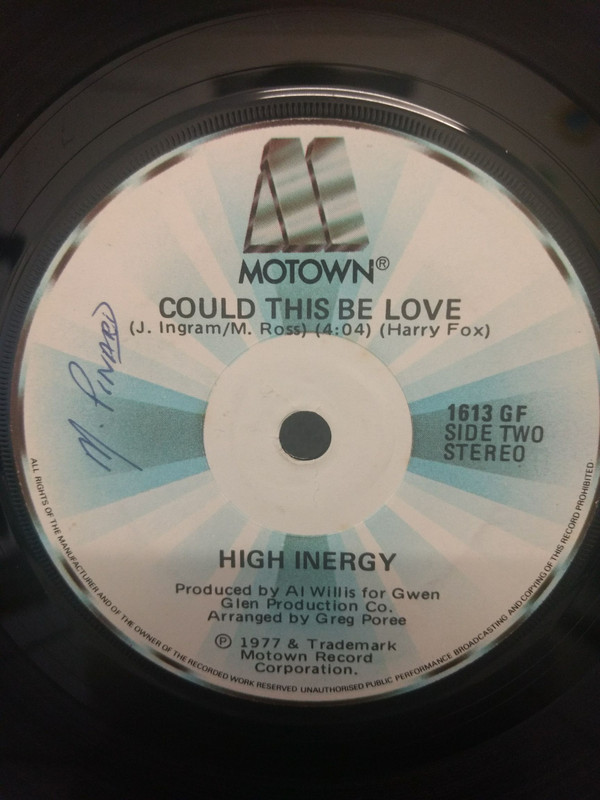 MOTOWN®
COULD THIS BE LOVE
(J. Ingram/M. Ross) (4:04) (Harry Fox)
M. PINARD
1613 GF
SIDE TWO
STEREO
HIGH INERGY
Produced by Al Willis for Gwen
Glen Production Co.
Arranged by Greg Poree
℗ 1977 & Trademark
Motown Record
Corporation.
ALL RIGHTS OF THE MANUFACTURER AND OF THE OWNER OF THE RECORDED WORK RESERVED UNAUTHORISED PUBLIC PERFORMANCE BROADCASTING AND COPYING OF THIS RECORD PROHIBITED